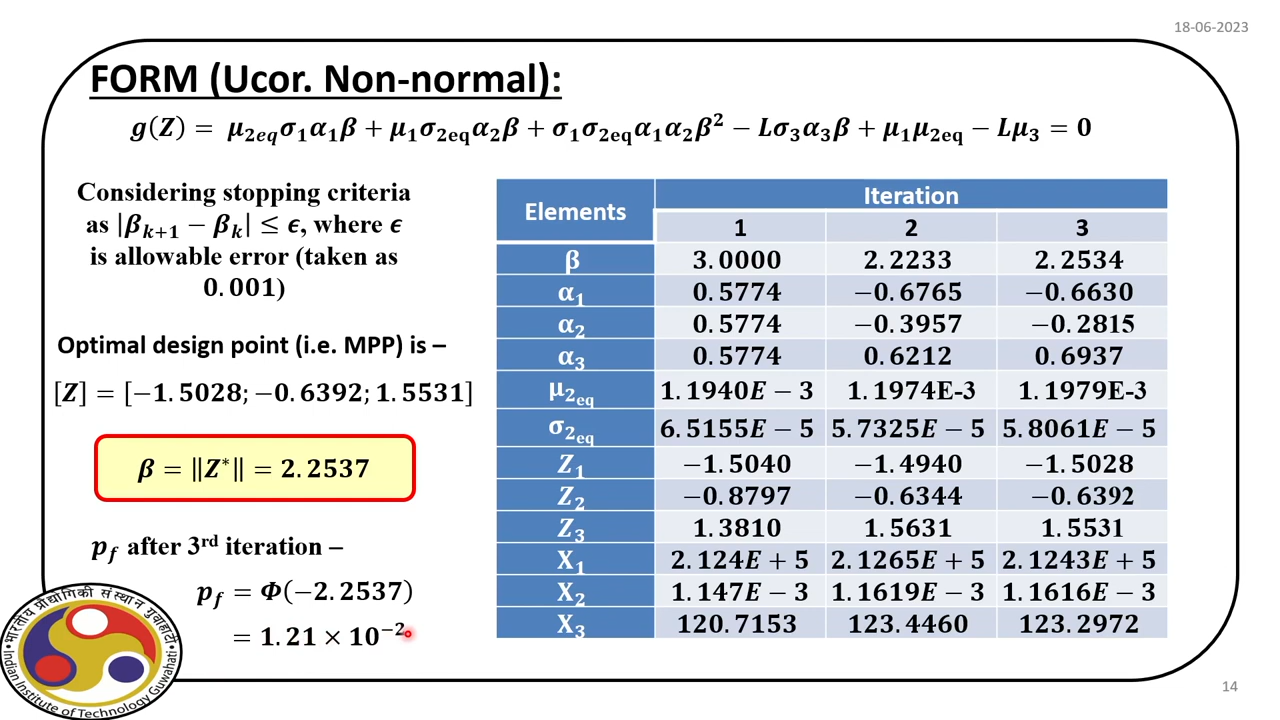 18-06-2023
FORM (Ucor. Non-normal):
g(Z) = μ₂eqσ₁α₁β + μ₁σ₂eqα₂β + σ₁σ₂eqα₁α₂β² − Lσ₃α₃β + μ₁μ₂eq − Lμ₃ = 0
Considering stopping criteria
as |βₖ₊₁ − βₖ| ≤ ϵ, where ϵ
is allowable error (taken as
0.001)
Optimal design point (i.e. MPP) is –
[Z] = [−1.5028; −0.6392; 1.5531]
β = ‖Z*‖ = 2.2537
p_f after 3rd iteration –
p_f = Φ(−2.2537)
= 1.21 × 10⁻²
Elements Iteration
1 2 3
β 3.0000 2.2233 2.2534
α₁ 0.5774 −0.6765 −0.6630
α₂ 0.5774 −0.3957 −0.2815
α₃ 0.5774 0.6212 0.6937
μ₂eq 1.1940E − 3 1.1974E-3 1.1979E-3
σ₂eq 6.5155E − 5 5.7325E − 5 5.8061E − 5
Z₁ −1.5040 −1.4940 −1.5028
Z₂ −0.8797 −0.6344 −0.6392
Z₃ 1.3810 1.5631 1.5531
X₁ 2.124E + 5 2.1265E + 5 2.1243E + 5
X₂ 1.147E − 3 1.1619E − 3 1.1616E − 3
X₃ 120.7153 123.4460 123.2972
भारतीय प्रौद्योगिकी संस्थान गुवाहाटी
Indian Institute of Technology Guwahati
14